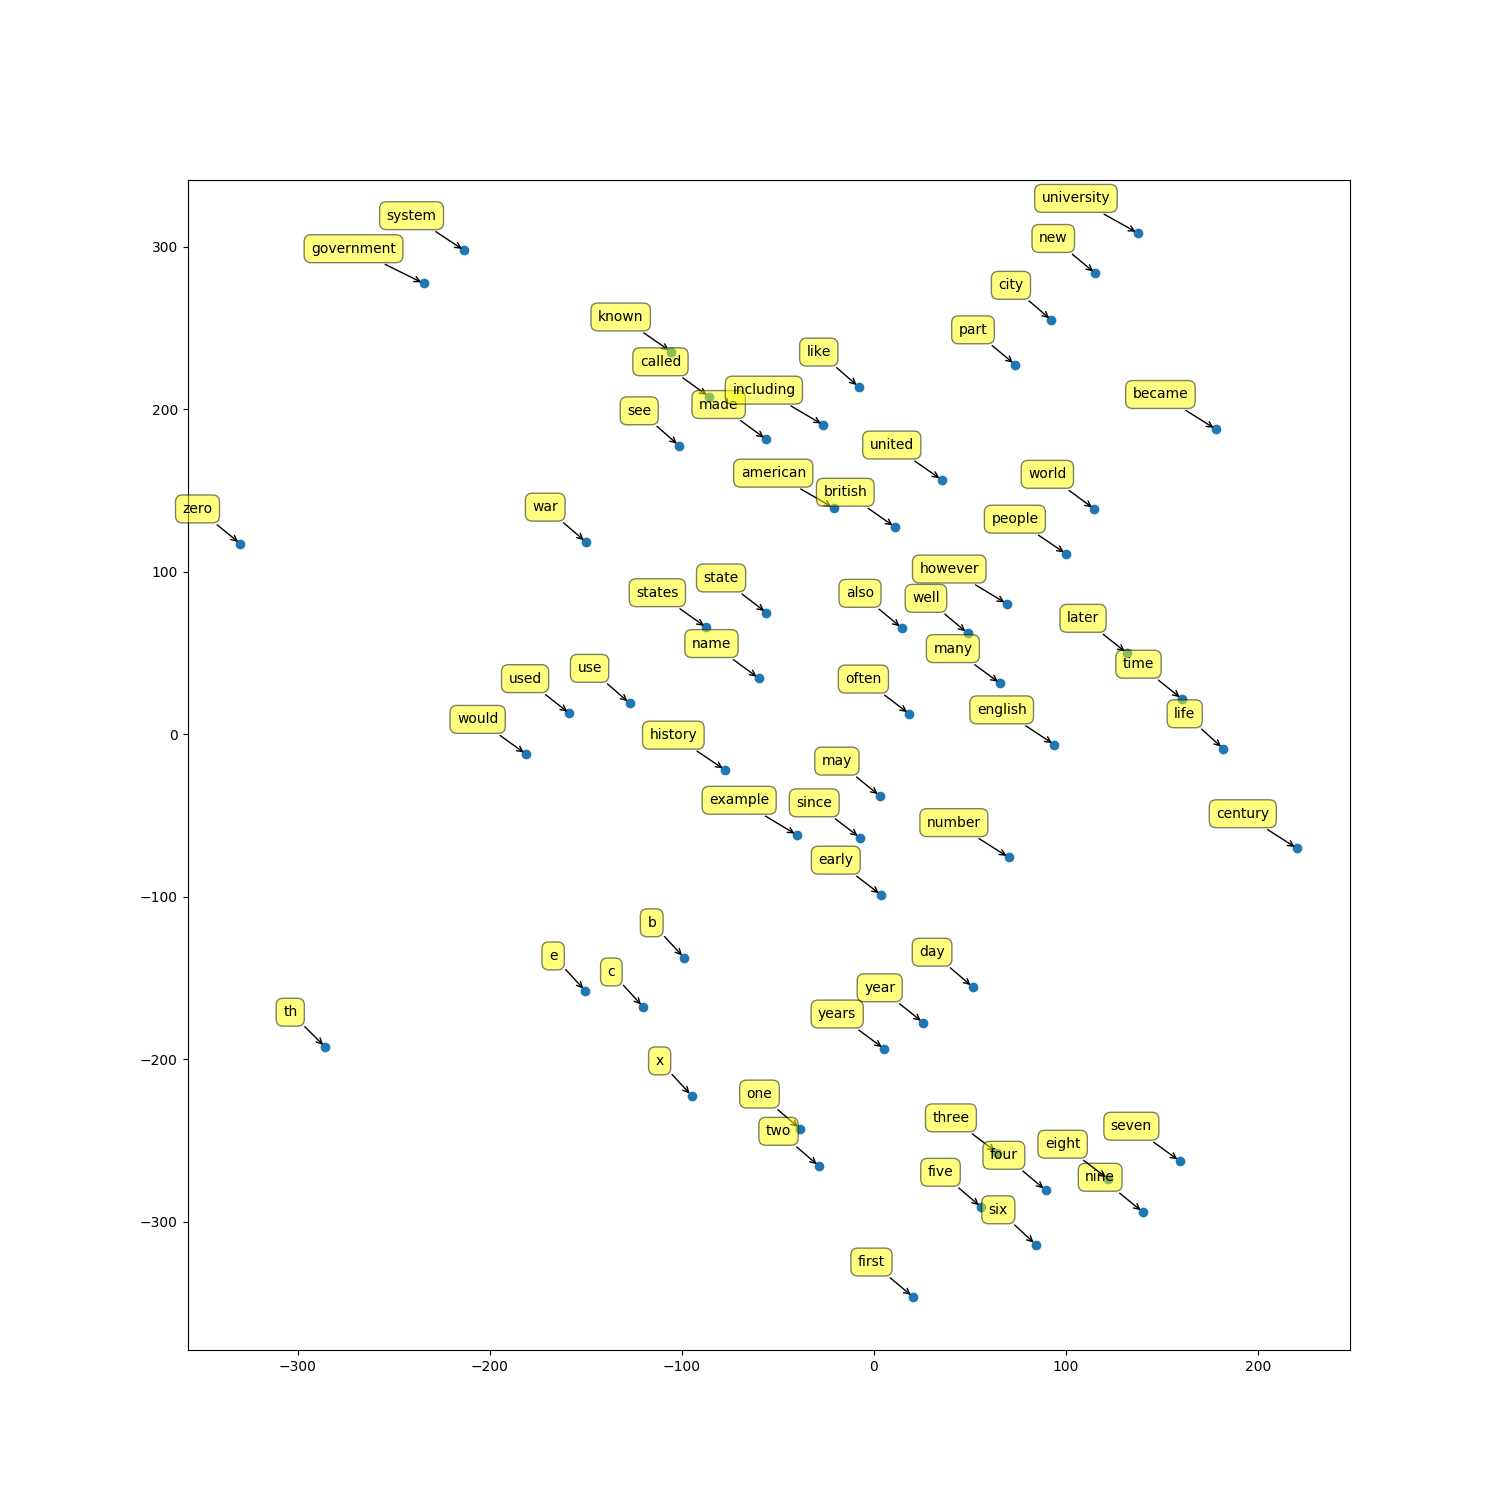 university
system
new
government
city
known
part
like
called
including
became
made
see
united
american
world
british
zero
war
people
however
state
states
also
well
later
name
many
time
use
used
often
english
life
would
history
may
example
since
century
number
early
b
day
e
c
year
th
years
x
one
three
seven
two
eight
four
five
nine
six
first
300
200
100
0
−100
−200
−300
−300
−200
−100
0
100
200